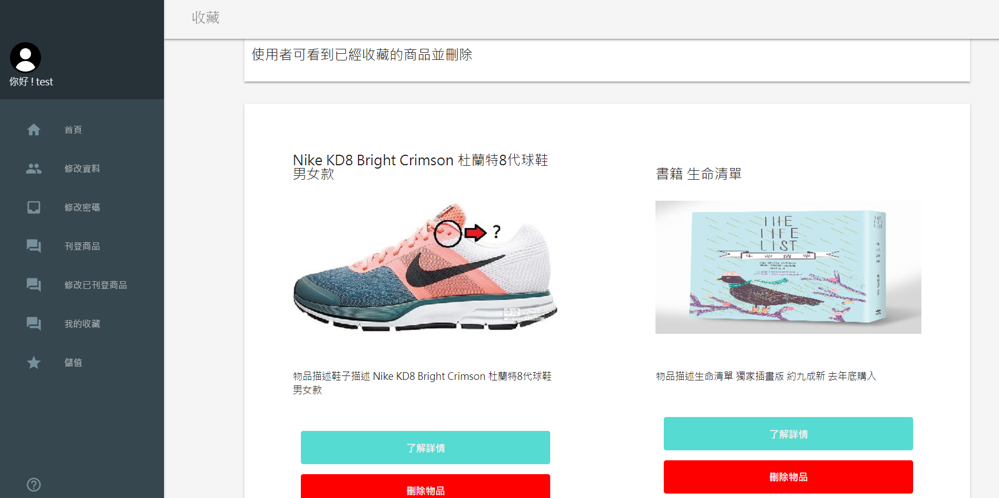 收藏
你好 ! test
首頁
修改資料
修改密碼
刊登商品
修改已刊登商品
我的收藏
儲值
使用者可看到已經收藏的商品並刪除
Nike KD8 Bright Crimson 杜蘭特8代球鞋
男女款
?
物品描述鞋子描述 Nike KD8 Bright Crimson 杜蘭特8代球鞋
男女款
了解詳情
刪除物品
書籍 生命清單
THE
LIFE
LIST
生命清單
物品描述生命清單 獨家插畫版 約九成新 去年底購入
了解詳情
刪除物品